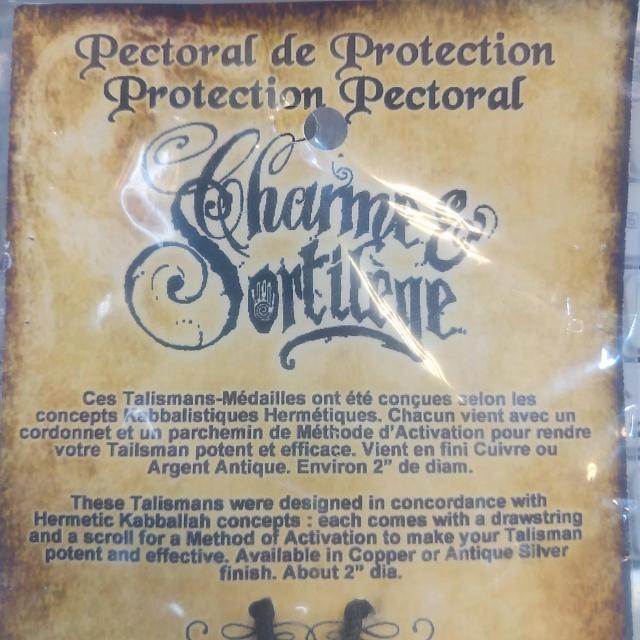 Pectoral de Protection
Protection Pectoral
Charme &
Sortilège
Ces Talismans-Médailles ont été conçues selon les
concepts Kabbalistiques Hermétiques. Chacun vient avec un
cordonnet et un parchemin de Méthode d'Activation pour rendre
votre Tailsman potent et efficace. Vient en fini Cuivre ou
Argent Antique. Environ 2" de diam.
These Talismans were designed in concordance with
Hermetic Kabballah concepts : each comes with a drawstring
and a scroll for a Method of Activation to make your Talisman
potent and effective. Available in Copper or Antique Silver
finish. About 2" dia.